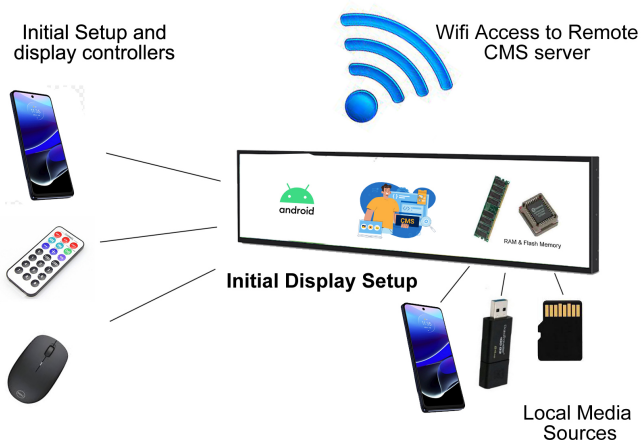 Initial Setup and
display controllers
Wifi Access to Remote
CMS server
android
CMS
RAM & Flash Memory
Initial Display Setup
Local Media
Sources